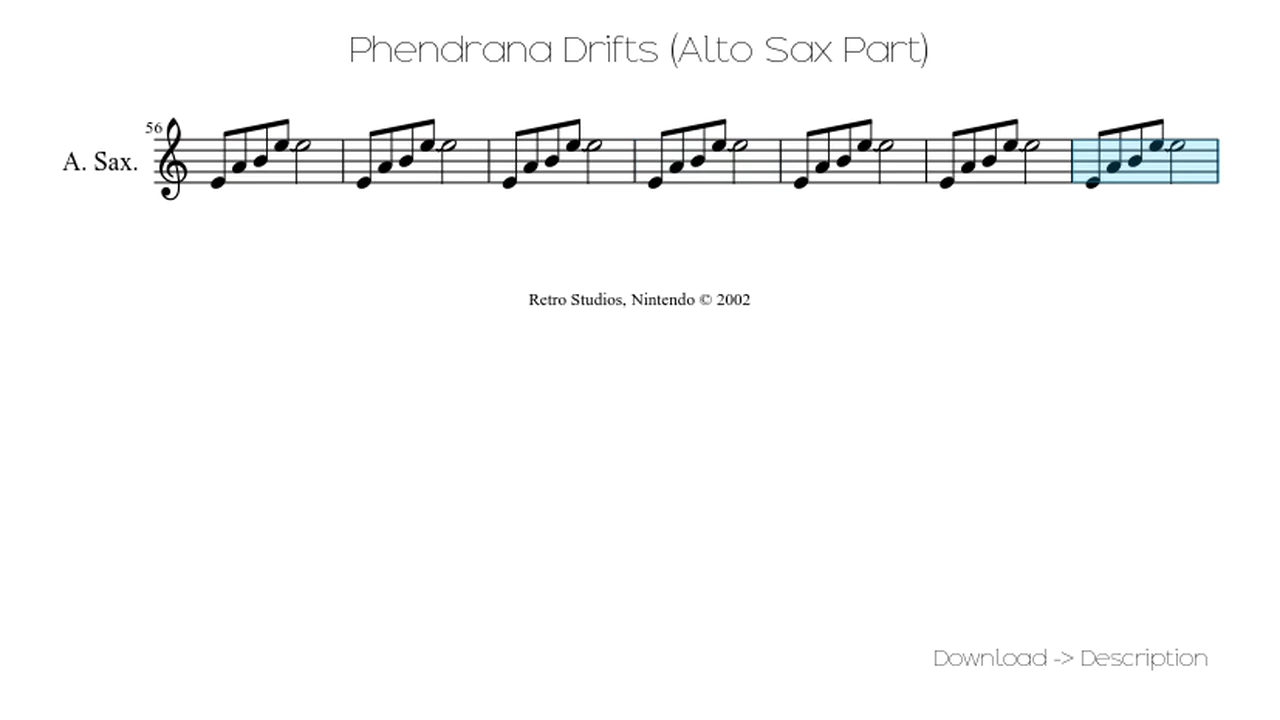 Phendrana Drifts (Alto Sax Part)
56
A. Sax.
Retro Studios, Nintendo © 2002
Download -> Description